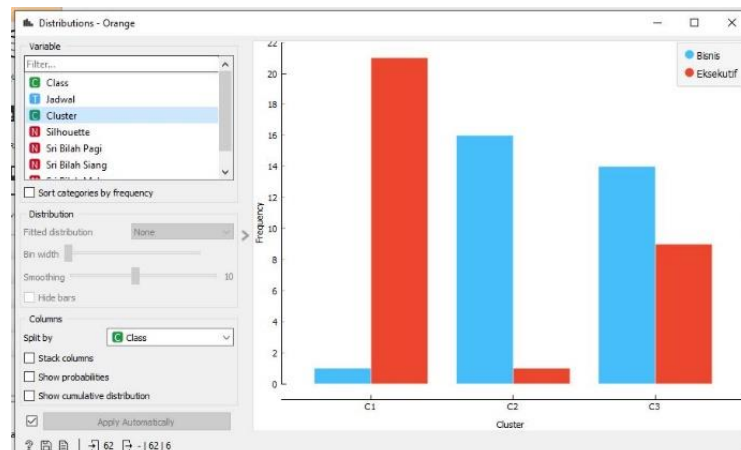 Distributions - Orange
Variable
Filter...
C Class
T Jadwal
C Cluster
N Silhouette
N Sri Bilah Pagi
N Sri Bilah Siang
Sort categories by frequency
Distribution
Fitted distribution None
Bin width
Smoothing 10
Hide bars
Columns
Split by C Class
Stack columns
Show probabilities
Show cumulative distribution
Apply Automatically
? 62 - | 62 | 6
Bisnis
Eksekutif
22
20
18
16
14
12
10
8
6
4
2
0
Frequency
C1 C2 C3
Cluster